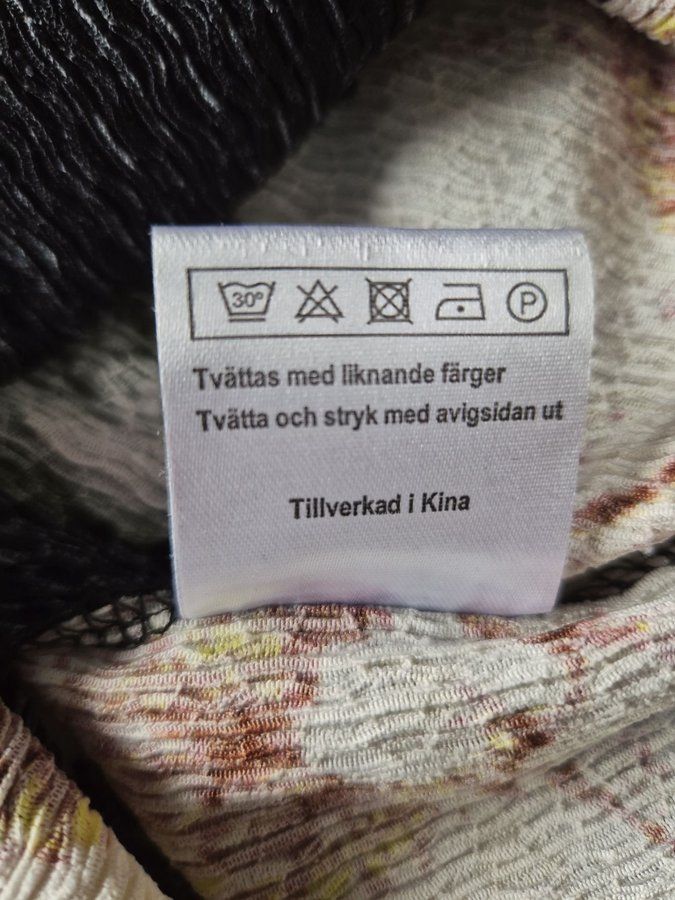 30°
P
Tvättas med liknande färger
Tvätta och stryk med avigsidan ut
Tillverkad i Kina